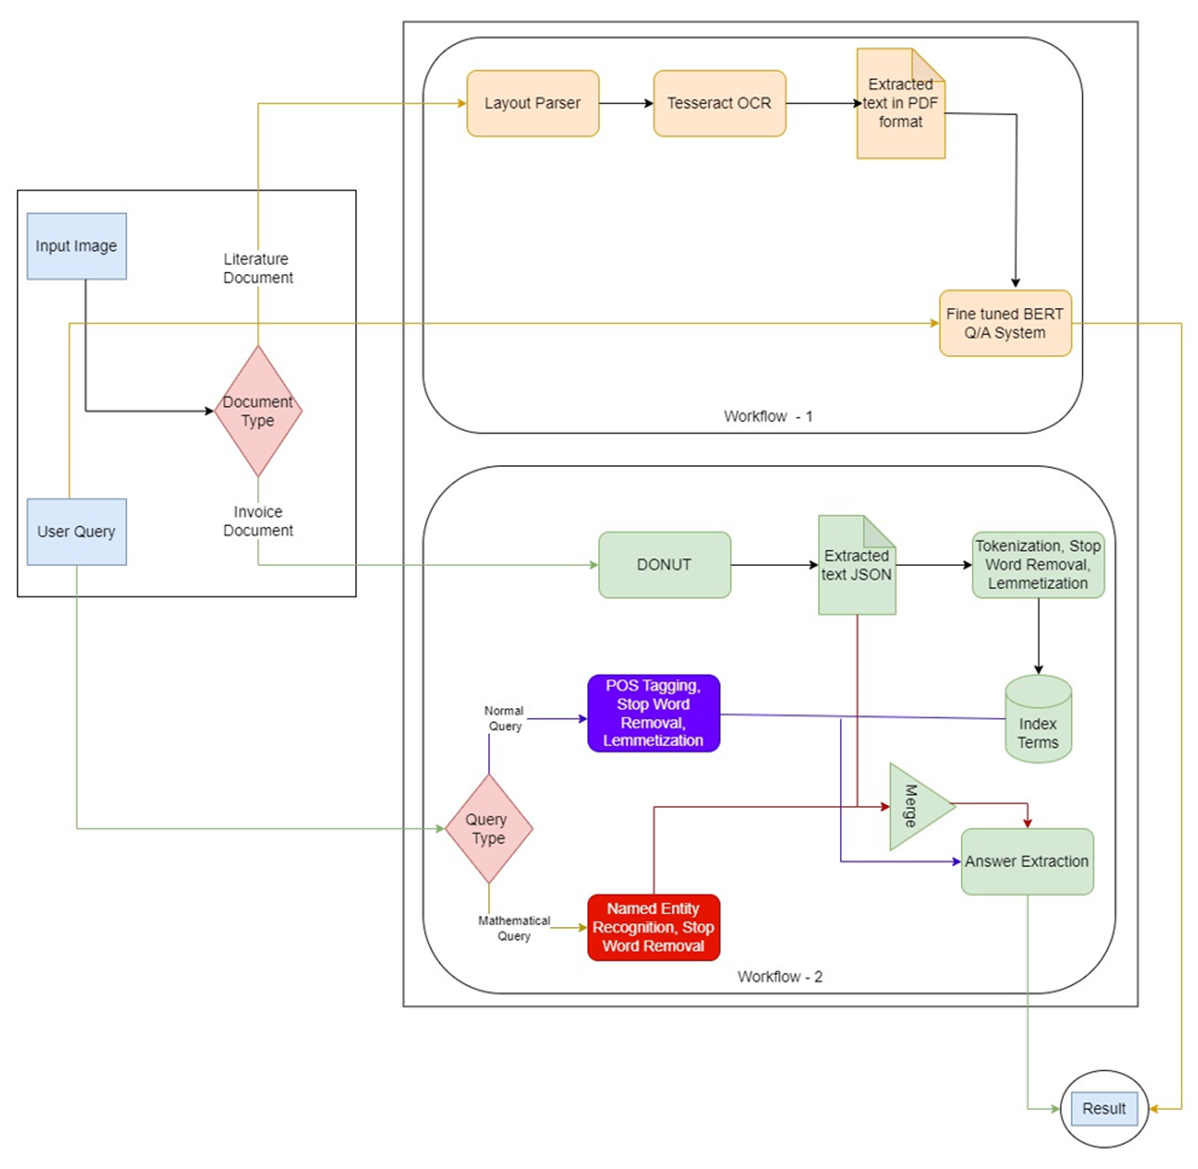 Layout Parser
Tesseract OCR
Extracted
text in PDF
format
Input Image
Literature
Document
Fine tuned BERT
Q/A System
Document
Type
Workflow - 1
User Query
Invoice
Document
DONUT
Extracted
text JSON
Tokenization, Stop
Word Removal,
Lemmetization
Normal
Query
POS Tagging,
Stop Word
Removal,
Lemmetization
Index
Terms
Merge
Query
Type
Answer Extraction
Mathematical
Query
Named Entity
Recognition, Stop
Word Removal
Workflow - 2
Result